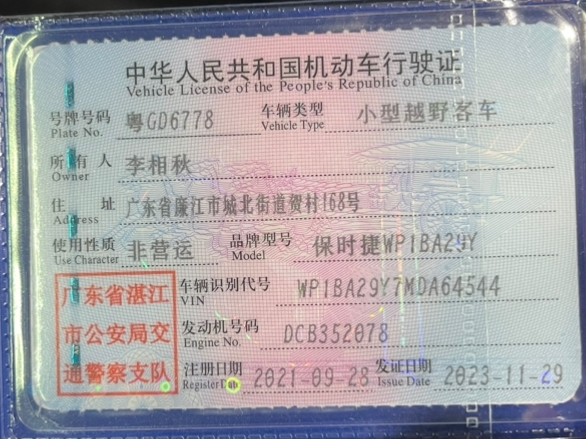 中华人民共和国机动车行驶证
Vehicle License of the People's Republic of China
号牌号码 粤GD6778 车辆类型 小型越野客车
Plate No. Vehicle Type
所有人 李相秋
Owner
住址 广东省廉江市城北街道贺村168号
Address
使用性质 非营运 品牌型号 保时捷WP1BA29Y
Use Character Model
广东省湛江 车辆识别代号 WP1BA29Y7MDA64544
VIN
市公安局交 发动机号码 DCB352078
Engine No.
通警察支队 注册日期 2021-09-28 发证日期 2023-11-29
Register Date Issue Date